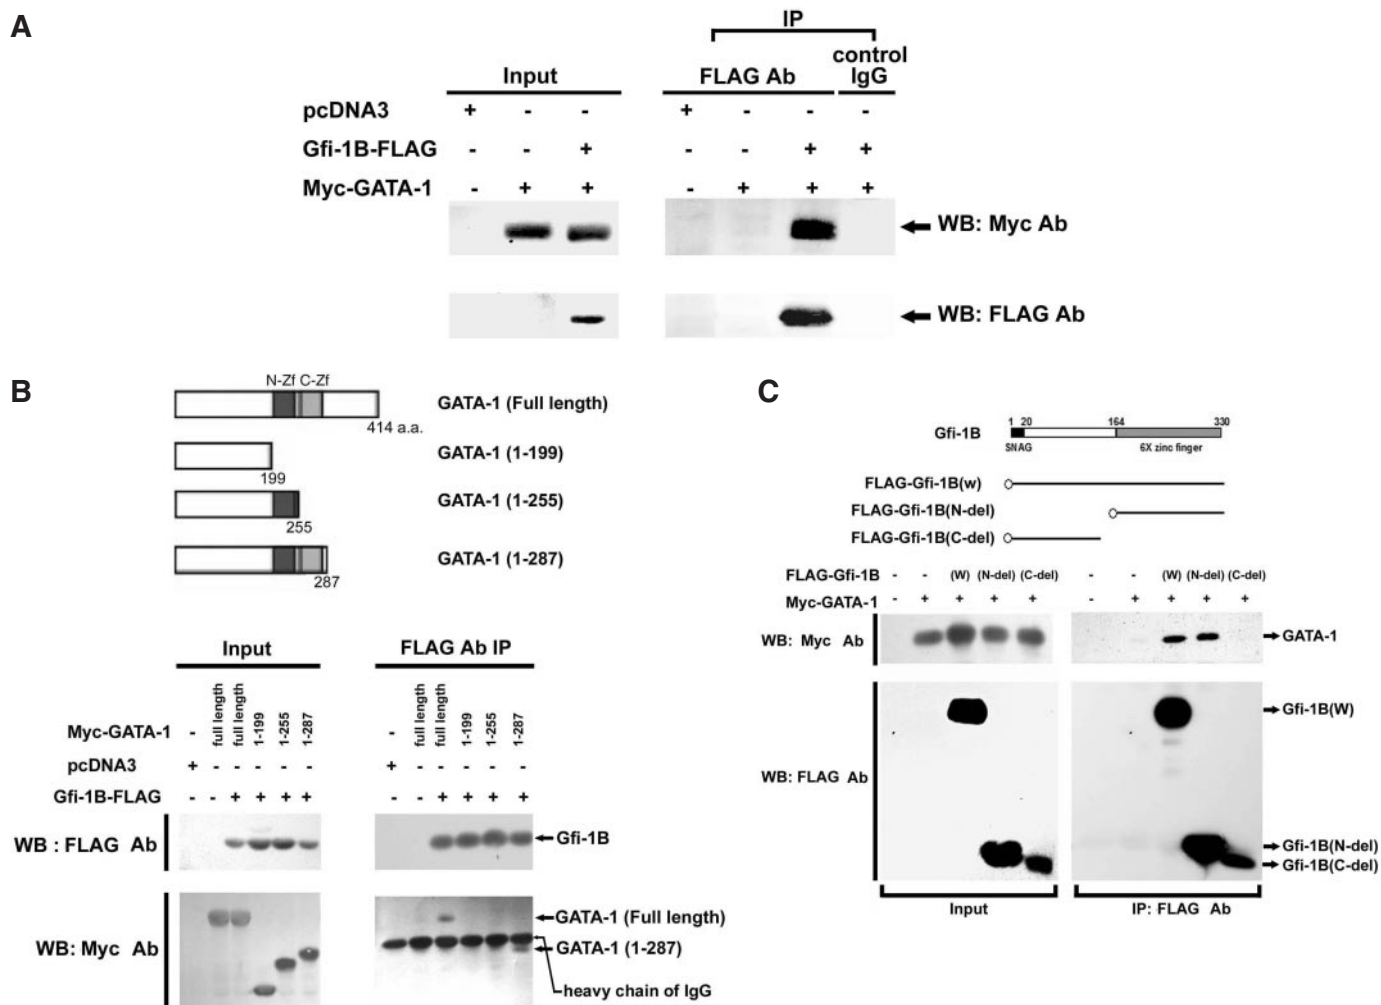 A
IP
Input
FLAG Ab
control
IgG
pcDNA3 + - - + - - -
Gfi-1B-FLAG - - + - - + +
Myc-GATA-1 - + + - + + +
WB: Myc Ab
WB: FLAG Ab
B
N-Zf C-Zf
GATA-1 (Full length)
414 a.a.
GATA-1 (1-199)
199
GATA-1 (1-255)
255
GATA-1 (1-287)
287
Input
FLAG Ab IP
Myc-GATA-1 - full length full length 1-199 1-255 1-287 - full length full length 1-199 1-255 1-287
pcDNA3 + - - - - - + - - - - -
Gfi-1B-FLAG - - + + + + - - + + + +
WB : FLAG Ab
Gfi-1B
WB: Myc Ab
GATA-1 (Full length)
GATA-1 (1-287)
heavy chain of IgG
C
1 20 164 330
Gfi-1B
SNAG 6X zinc finger
FLAG-Gfi-1B(w)
FLAG-Gfi-1B(N-del)
FLAG-Gfi-1B(C-del)
FLAG-Gfi-1B - - (W) (N-del) (C-del) - - (W) (N-del) (C-del)
Myc-GATA-1 - + + + + - + + + +
WB: Myc Ab
GATA-1
Gfi-1B(W)
WB: FLAG Ab
Gfi-1B(N-del)
Gfi-1B(C-del)
Input
IP: FLAG Ab